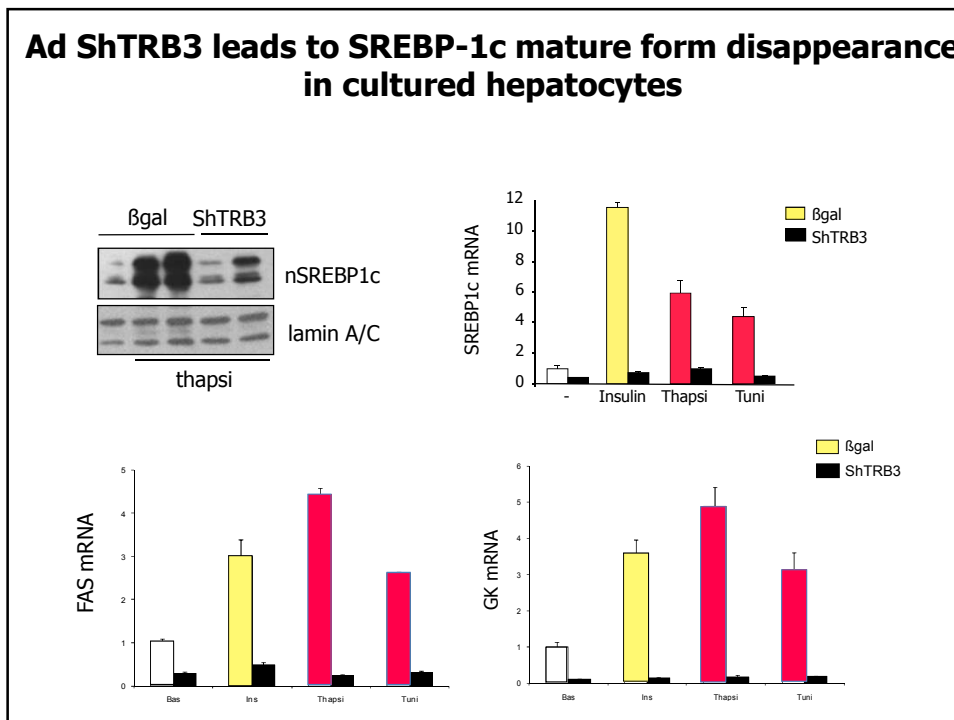 Ad ShTRB3 leads to SREBP-1c mature form disappearance
in cultured hepatocytes
ßgal ShTRB3
nSREBP1c
lamin A/C
thapsi
SREBP1c mRNA
12
10
8
6
4
2
0
- Insulin Thapsi Tuni
ßgal
ShTRB3
FAS mRNA
5
4
3
2
1
0
Bas Ins Thapsi Tuni
GK mRNA
6
5
4
3
2
1
0
Bas Ins Thapsi Tuni
ßgal
ShTRB3